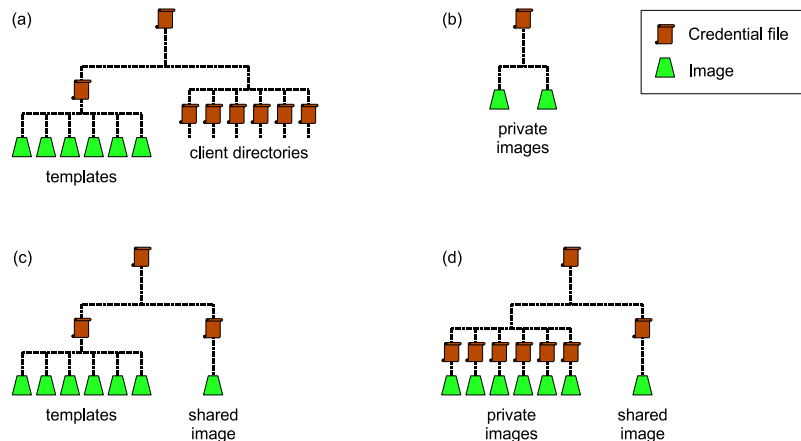 (a)
(b)
Credential file
Image
private
images
client directories
templates
(c)
(d)
templates
shared
image
private
images
shared
image